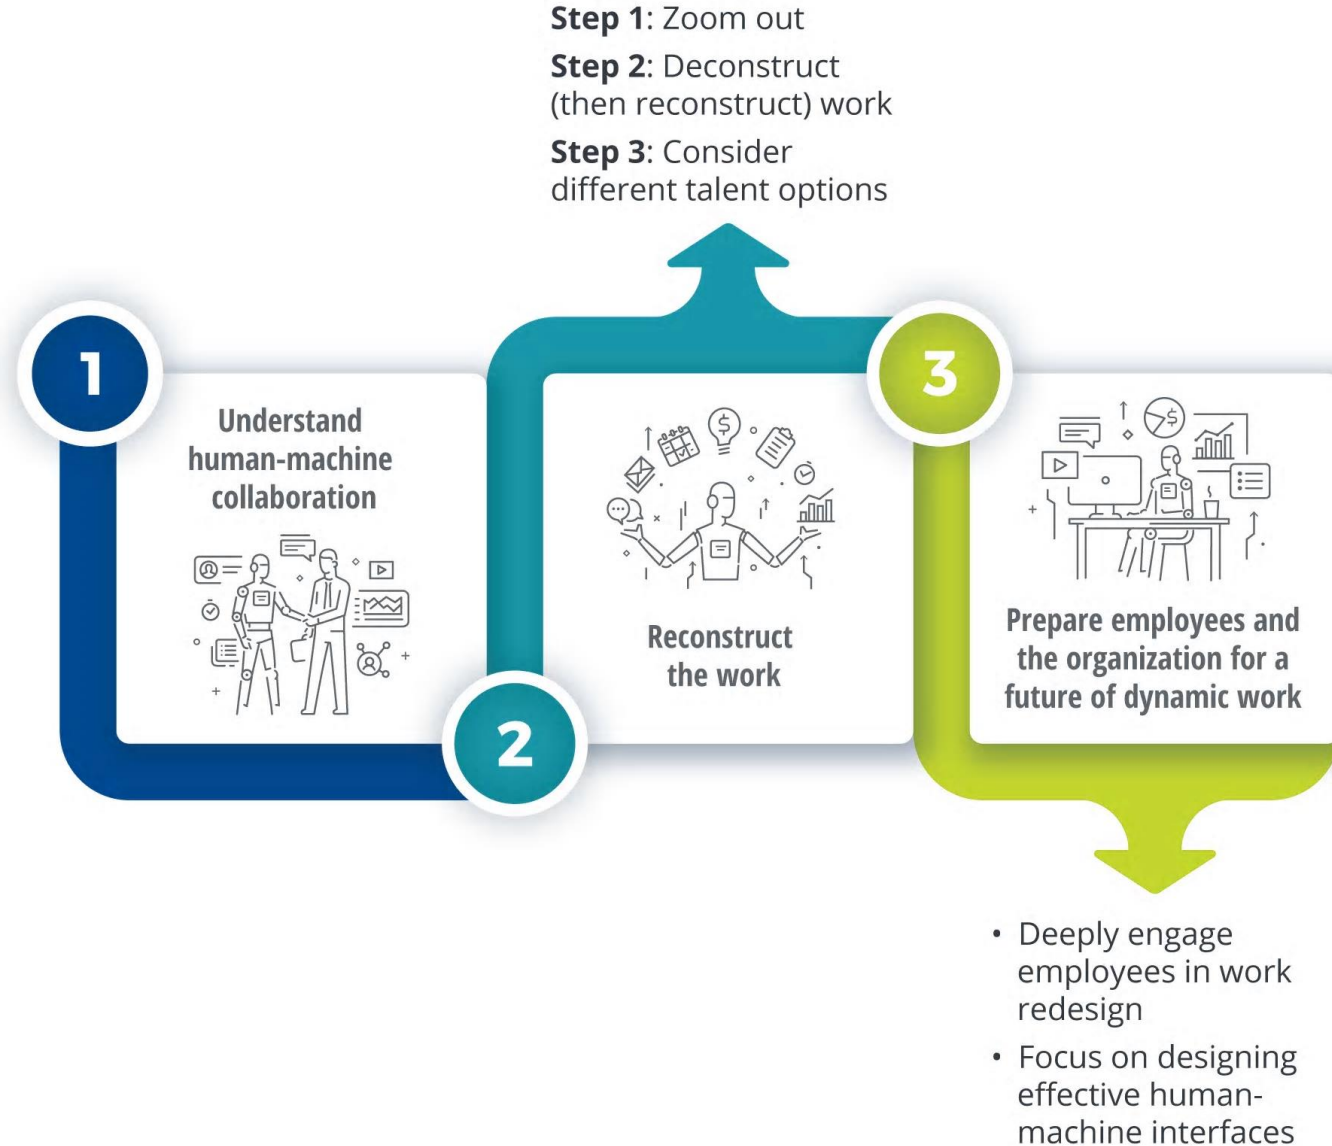 Step 1: Zoom out
Step 2: Deconstruct
(then reconstruct) work
Step 3: Consider
different talent options
1
Understand
human-machine
collaboration
2
Reconstruct
the work
3
Prepare employees and
the organization for a
future of dynamic work
• Deeply engage
employees in work
redesign
• Focus on designing
effective human-
machine interfaces